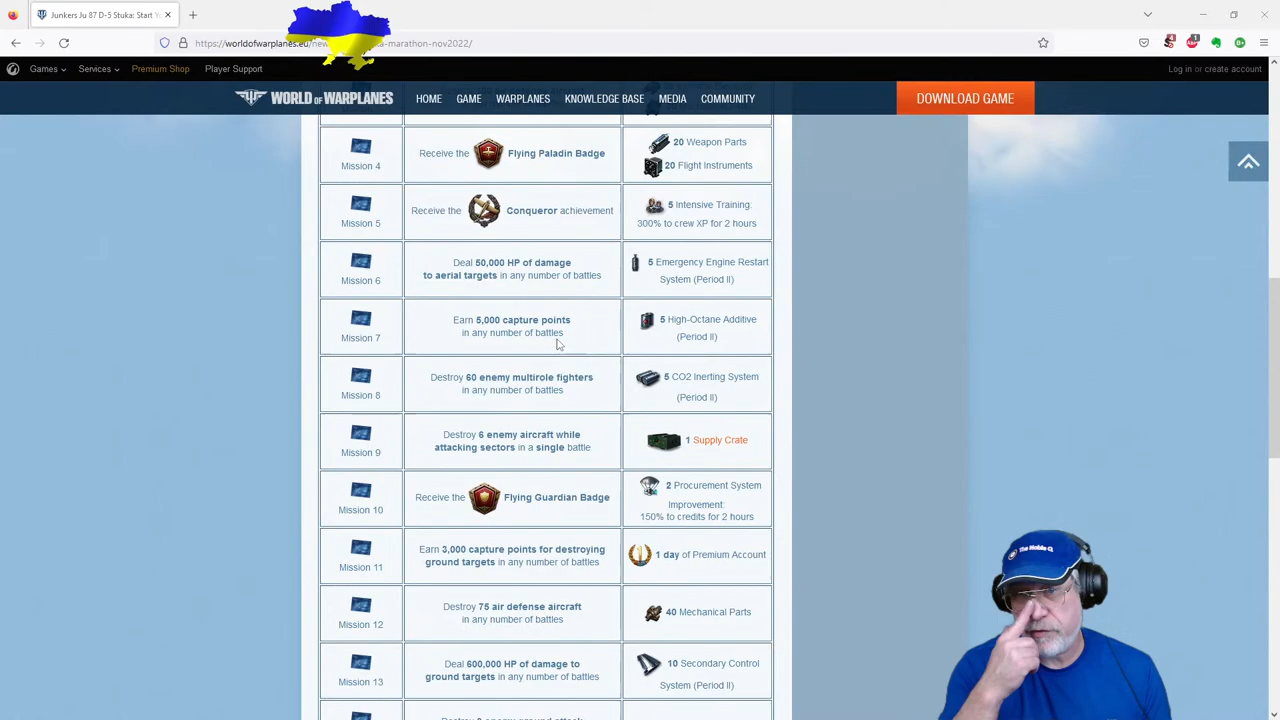 Junkers Ju 87 D-5 Stuka: Start Yo
https://worldofwarplanes.eu/new
a-marathon-nov2022/
Games
Services
Premium Shop
Player Support
Log in or create account
WORLD OF WARPLANES
HOME
GAME
WARPLANES
KNOWLEDGE BASE
MEDIA
COMMUNITY
DOWNLOAD GAME
Mission 4
Receive the Flying Paladin Badge
20 Weapon Parts
20 Flight Instruments
Mission 5
Receive the Conqueror achievement
5 Intensive Training:
300% to crew XP for 2 hours
Mission 6
Deal 50,000 HP of damage
to aerial targets in any number of battles
5 Emergency Engine Restart
System (Period II)
Mission 7
Earn 5,000 capture points
in any number of battles
5 High-Octane Additive
(Period II)
Mission 8
Destroy 60 enemy multirole fighters
in any number of battles
5 CO2 Inerting System
(Period II)
Mission 9
Destroy 6 enemy aircraft while
attacking sectors in a single battle
1 Supply Crate
Mission 10
Receive the Flying Guardian Badge
2 Procurement System
Improvement:
150% to credits for 2 hours
Mission 11
Earn 3,000 capture points for destroying
ground targets in any number of battles
1 day of Premium Account
Mission 12
Destroy 75 air defense aircraft
in any number of battles
40 Mechanical Parts
Mission 13
Deal 600,000 HP of damage to
ground targets in any number of battles
10 Secondary Control
System (Period II)
The Noble Q